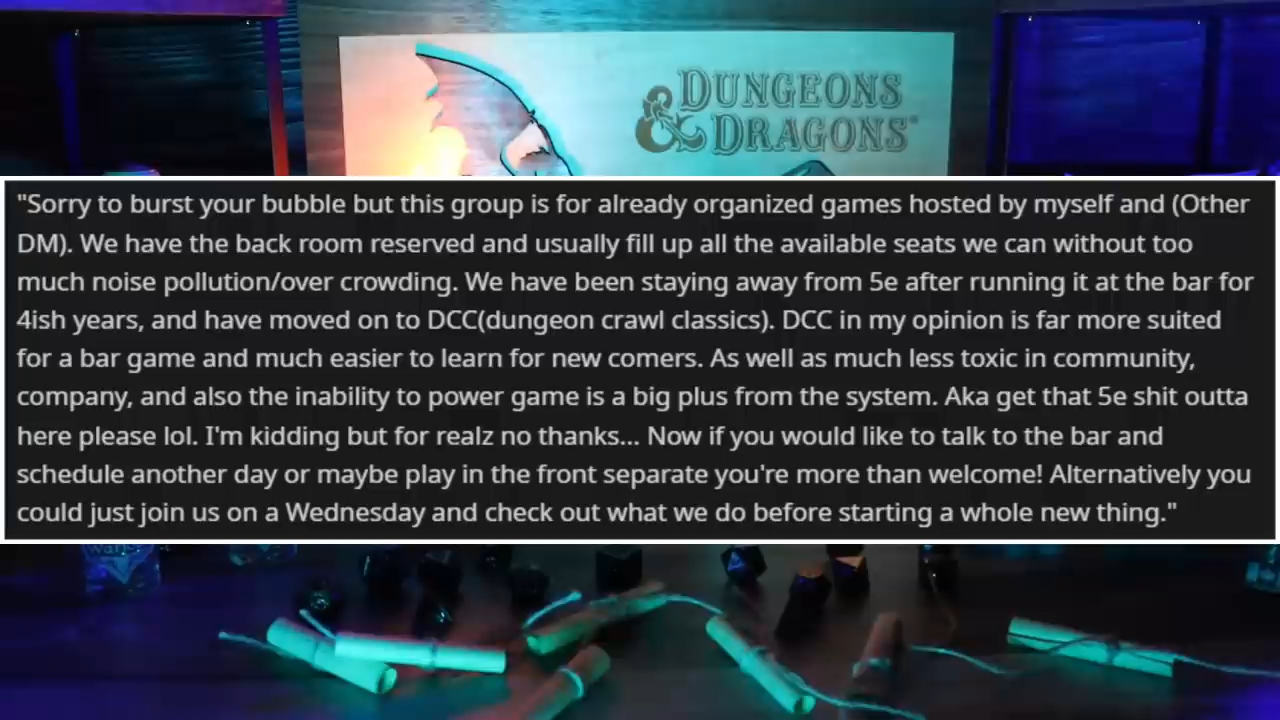 DUNGEONS
& DRAGONS®
"Sorry to burst your bubble but this group is for already organized games hosted by myself and (Other
DM). We have the back room reserved and usually fill up all the available seats we can without too
much noise pollution/over crowding. We have been staying away from 5e after running it at the bar for
4ish years, and have moved on to DCC(dungeon crawl classics). DCC in my opinion is far more suited
for a bar game and much easier to learn for new comers. As well as much less toxic in community,
company, and also the inability to power game is a big plus from the system. Aka get that 5e shit outta
here please lol. I'm kidding but for realz no thanks... Now if you would like to talk to the bar and
schedule another day or maybe play in the front separate you're more than welcome! Alternatively you
could just join us on a Wednesday and check out what we do before starting a whole new thing."